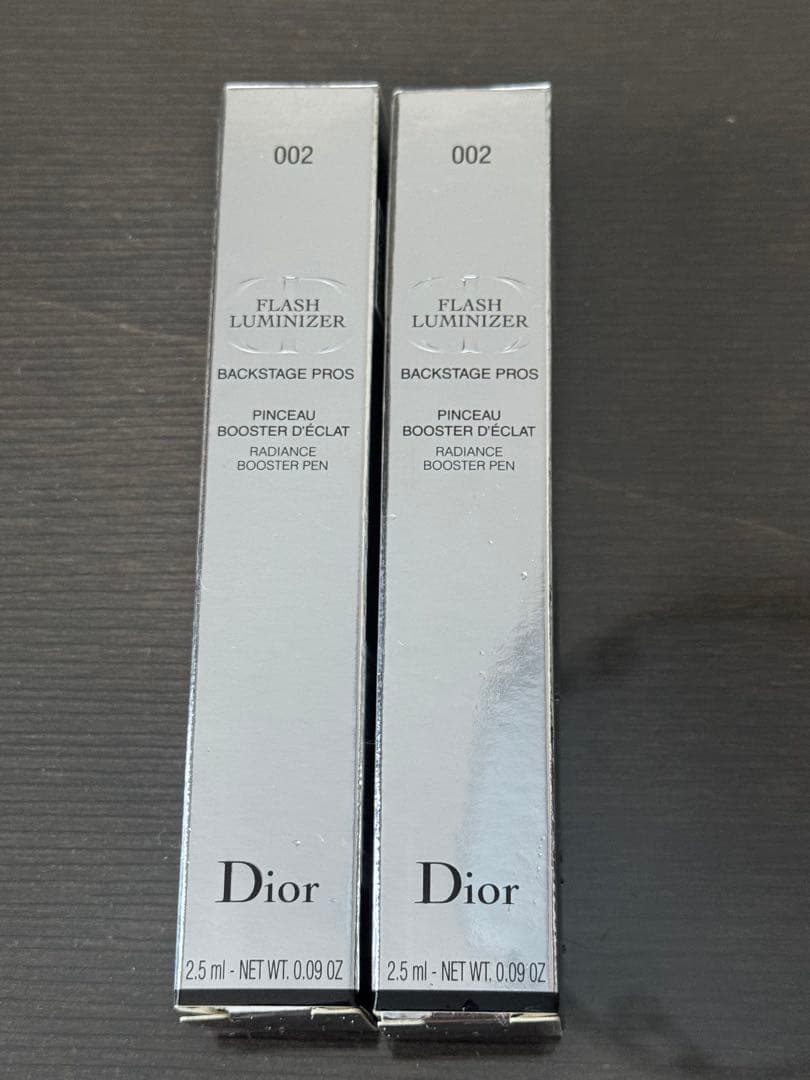 002
FLASH
LUMINIZER
BACKSTAGE PROS
PINCEAU
BOOSTER D'ÉCLAT
RADIANCE
BOOSTER PEN
Dior
2.5 ml - NET WT. 0.09 OZ
002
FLASH
LUMINIZER
BACKSTAGE PROS
PINCEAU
BOOSTER D'ÉCLAT
RADIANCE
BOOSTER PEN
Dior
2.5 ml - NET WT. 0.09 OZ